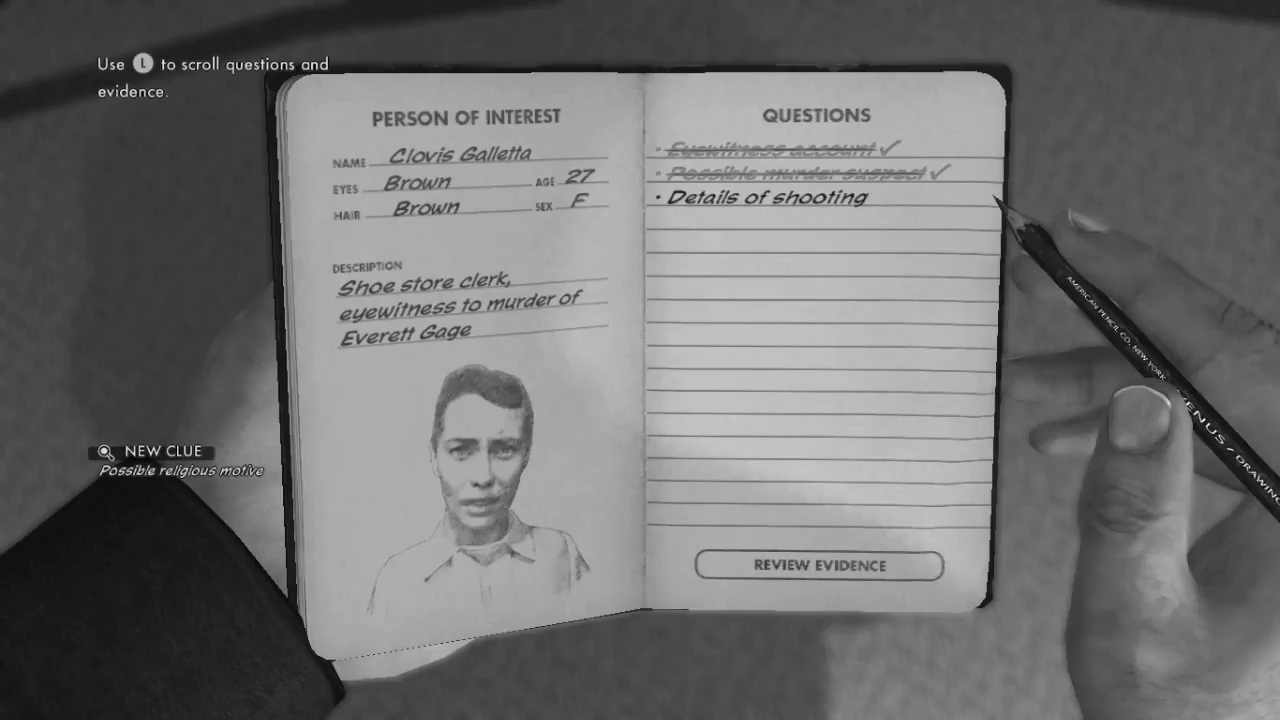 Use L to scroll questions and
evidence.
PERSON OF INTEREST
NAME Clovis Galletta
EYES Brown AGE 27
HAIR Brown SEX F
DESCRIPTION
Shoe store clerk,
eyewitness to murder of
Everett Gage
QUESTIONS
· Eyewitness account ✓
· Possible murder suspect ✓
· Details of shooting
REVIEW EVIDENCE
NEW CLUE
Possible religious motive
AMERICAN PENCIL CO. NEW YORK
VENUS / DRAWING